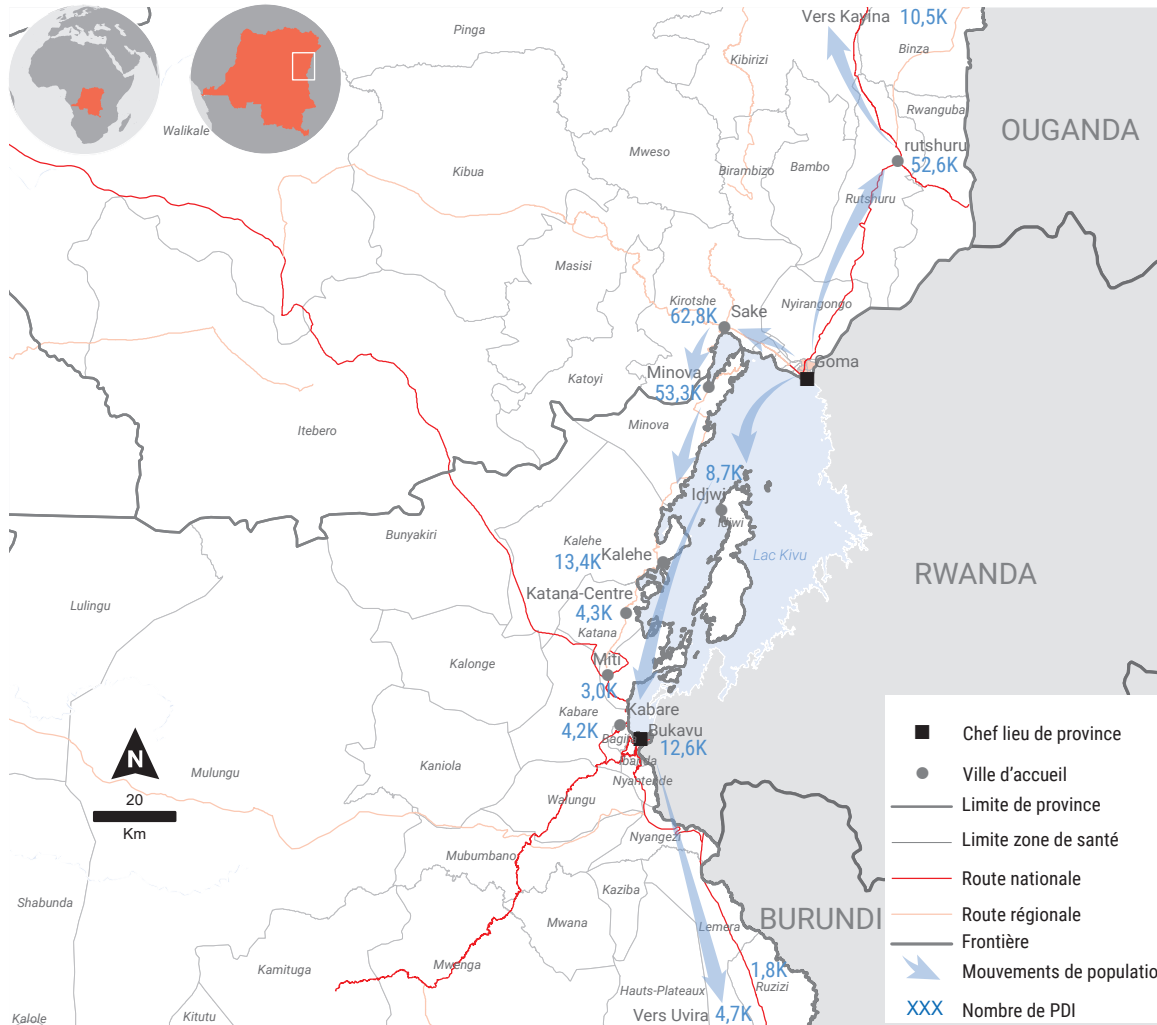 Vers Kayina 10,5K
Pinga
Kibirizi
Binza
Rwanguba
OUGANDA
Walikale
Kibua
Mweso
Birambizo
Bambo
rutshuru
52,6K
Rutshuru
Masisi
Kirotshe
Sake
62,8K
Nyirangongo
Goma
Minova
53,3K
Katoyi
Minova
Itebero
8,7K
Idjwi
Idjwi
Bunyakiri
Kalehe
Kalehe
13,4K
Lac Kivu
RWANDA
Katana-Centre
4,3K
Katana
Lulingu
Kalonge
Miti
3,0K
Kabare
Kabare
4,2K
Bukavu
12,6K
Ibanda
Nyantende
N
20
Km
Mulungu
Kaniola
Walungu
Nyangezi
Mubumbano
Kaziba
Shabunda
Mwana
Lemera
BURUNDI
Kamituga
Mwenga
1,8K
Ruzizi
Hauts-Plateaux
Vers Uvira 4,7K
Kitutu
Kalole
Chef lieu de province
Ville d'accueil
Limite de province
Limite zone de santé
Route nationale
Route régionale
Frontière
Mouvements de populatio
XXX Nombre de PDI